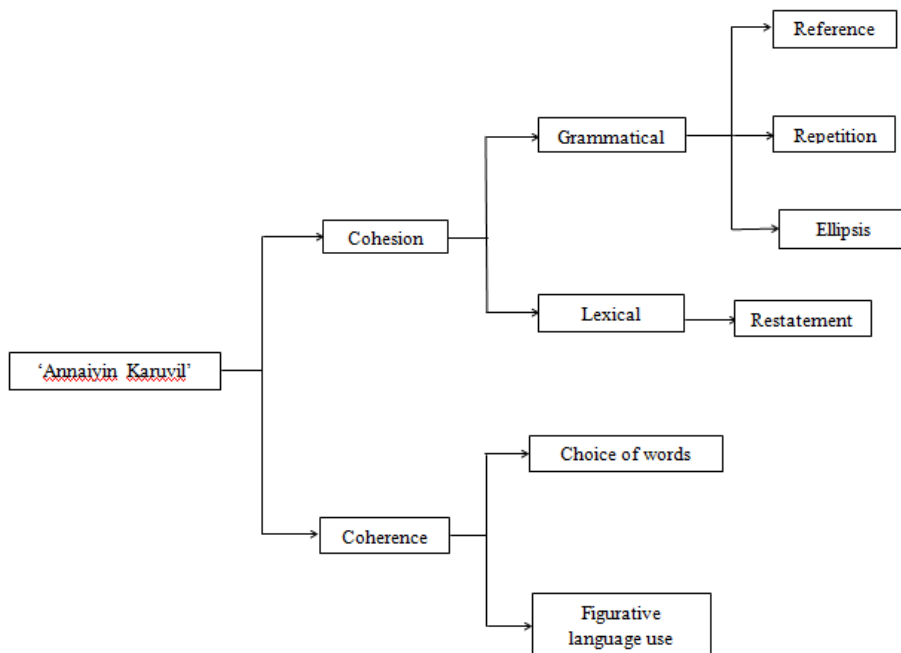 Reference
Grammatical
Repetition
Ellipsis
Cohesion
Lexical
Restatement
‘Annaiyin Karuvil’
Choice of words
Coherence
Figurative
language use